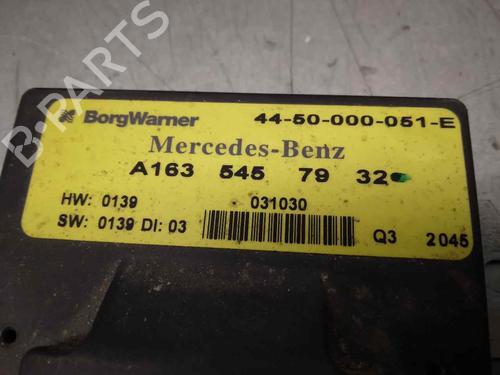 B-PARTS
BorgWarner 44-50-000-051-E
Mercedes-Benz
A163 545 79 32
HW: 0139 031030
SW: 0139 DI: 03 Q3 2045